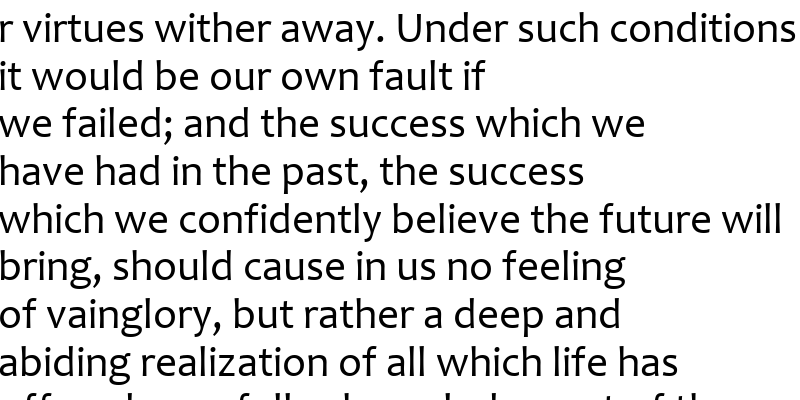 r virtues wither away. Under such conditions
it would be our own fault if
we failed; and the success which we
have had in the past, the success
which we confidently believe the future will
bring, should cause in us no feeling
of vainglory, but rather a deep and
abiding realization of all which life has